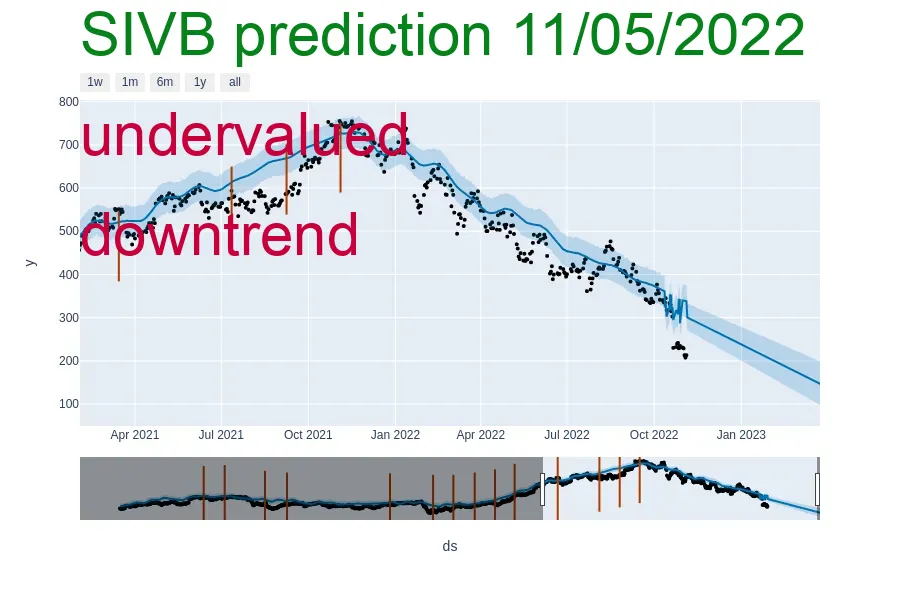 SIVB prediction 11/05/2022
1w 1m 6m 1y all
undervalued
downtrend
800
700
600
500
400
300
200
100
y
Apr 2021 Jul 2021 Oct 2021 Jan 2022 Apr 2022 Jul 2022 Oct 2022 Jan 2023
ds